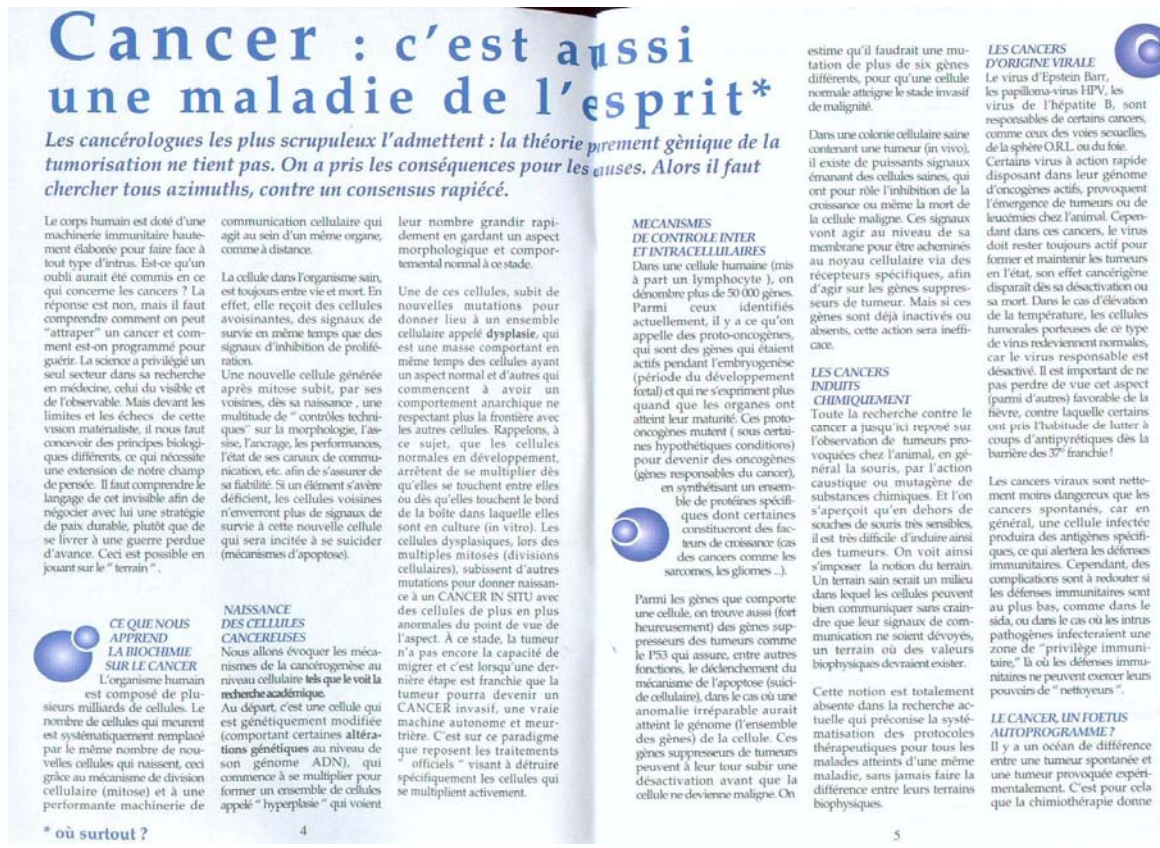 Cancer : c'est aussi
une maladie de l'esprit*
Les cancérologues les plus scrupuleux l'admettent : la théorie purement gènique de la
tumorisation ne tient pas. On a pris les conséquences pour les causes. Alors il faut
chercher tous azimuths, contre un consensus rapiécé.
Le corps humain est doté d'une
machinerie immunitaire haute-
ment élaborée pour faire face à
tout type d'intrus. Est-ce qu'un
oubli aurait été commis en ce
qui concerne les cancers ? La
réponse est non, mais il faut
comprendre comment on peut
"attraper" un cancer et com-
ment est-on programmé pour
guérir. La science a privilégié un
seul secteur dans sa recherche
en médecine, celui du visible et
de l'observable. Mais devant les
limites et les échecs de cette
vision matérialiste, il nous faut
concevoir des principes biologi-
ques différents, ce qui nécessite
une extension de notre champ
de pensée. Il faut comprendre le
langage de cet invisible afin de
négocier avec lui une stratégie
de paix durable, plutôt que de
se livrer à une guerre perdue
d'avance. Ceci est possible en
jouant sur le " terrain " .
CE QUE NOUS
APPREND
LA BIOCHIMIE
SUR LE CANCER
L'organisme humain
est composé de plu-
sieurs milliards de cellules. Le
nombre de cellules qui meurent
est systématiquement remplacé
par le même nombre de nou-
velles cellules qui naissent, ceci
grâce au mécanisme de division
cellulaire (mitose) et à une
performante machinerie de
communication cellulaire qui
agit au sein d'un même organe,
comme à distance.
La cellule dans l'organisme sain,
est toujours entre vie et mort. En
effet, elle reçoit des cellules
avoisinantes, des signaux de
survie en même temps que des
signaux d'inhibition de prolifé-
ration.
Une nouvelle cellule générée
après mitose subit, par ses
voisines, dès sa naissance , une
multitude de " contrôles techni-
ques" sur la morphologie, l'as-
sise, l'ancrage, les performances,
l'état de ses canaux de commu-
nication, etc. afin de s'assurer de
sa fiabilité. Si un élément s'avère
déficient, les cellules voisines
n'enverront plus de signaux de
survie à cette nouvelle cellule
qui sera incitée à se suicider
(mécanismes d'apoptose).
NAISSANCE
DES CELLULES
CANCEREUSES
Nous allons évoquer les méca-
nismes de la cancérogenèse au
niveau cellulaire tels que le voit la
recherche académique.
Au départ, c'est une cellule qui
est génétiquement modifiée
(comportant certaines altéra-
tions génétiques au niveau de
son génome ADN), qui
commence à se multiplier pour
former un ensemble de cellules
appelé " hyperplasie " qui voient
leur nombre grandir rapi-
dement en gardant un aspect
morphologique et compor-
temental normal à ce stade.
Une de ces cellules, subit de
nouvelles mutations pour
donner lieu à un ensemble
cellulaire appelé dysplasie, qui
est une masse comportant en
même temps des cellules ayant
un aspect normal et d'autres qui
commencent à avoir un
comportement anarchique ne
respectant plus la frontière avec
les autres cellules. Rappelons, à
ce sujet, que les cellules
normales en développement,
arrêtent de se multiplier dès
qu'elles se touchent entre elles
ou dès qu'elles touchent le bord
de la boîte dans laquelle elles
sont en culture (in vitro). Les
cellules dysplasiques, lors des
multiples mitoses (divisions
cellulaires), subissent d'autres
mutations pour donner naissan-
ce à un CANCER IN SITU avec
des cellules de plus en plus
anormales du point de vue de
l'aspect. À ce stade, la tumeur
n'a pas encore la capacité de
migrer et c'est lorsqu'une der-
nière étape est franchie que la
tumeur pourra devenir un
CANCER invasif, une vraie
machine autonome et meur-
trière. C'est sur ce paradigme
que reposent les traitements
" officiels " visant à détruire
spécifiquement les cellules qui
se multiplient activement.
* où surtout ?
4
MECANISMES
DE CONTROLE INTER
ET INTRACELLULAIRES
Dans une cellule humaine (mis
à part un lymphocyte ), on
dénombre plus de 50 000 gènes.
Parmi ceux identifiés
actuellement, il y a ce qu'on
appelle des proto-oncogènes,
qui sont des gènes qui étaient
actifs pendant l'embryogenèse
(période du développement
fœtal) et qui ne s'expriment plus
quand que les organes ont
atteint leur maturité. Ces proto-
oncogènes mutent ( sous certai-
nes hypothétiques conditions)
pour devenir des oncogènes
(gènes responsables du cancer),
en synthétisant un ensem-
ble de protéines spécifi-
ques dont certaines
constitueront des fac-
teurs de croissance (cas
des cancers comme les
sarcomes, les gliomes ...).
Parmi les gènes que comporte
une cellule, on trouve aussi (fort
heureusement) des gènes sup-
presseurs des tumeurs comme
le P53 qui assure, entre autres
fonctions, le déclenchement du
mécanisme de l'apoptose (suici-
de cellulaire), dans le cas où une
anomalie irréparable aurait
atteint le génome (l'ensemble
des gènes) de la cellule. Ces
gènes suppresseurs de tumeurs
peuvent à leur tour subir une
désactivation avant que la
cellule ne devienne maligne. On
estime qu'il faudrait une mu-
tation de plus de six gènes
différents, pour qu'une cellule
normale atteigne le stade invasif
de malignité.
Dans une colonie cellulaire saine
contenant une tumeur (in vivo),
il existe de puissants signaux
émanant des cellules saines, qui
ont pour rôle l'inhibition de la
croissance ou même la mort de
la cellule maligne. Ces signaux
vont agir au niveau de sa
membrane pour être acheminés
au noyau cellulaire via des
récepteurs spécifiques, afin
d'agir sur les gènes suppres-
seurs de tumeur. Mais si ces
gènes sont déjà inactivés ou
absents, cette action sera ineffi-
cace.
LES CANCERS
INDUITS
CHIMIQUEMENT
Toute la recherche contre le
cancer a jusqu'ici reposé sur
l'observation de tumeurs pro-
voquées chez l'animal, en gé-
néral la souris, par l'action
caustique ou mutagène de
substances chimiques. Et l'on
s'aperçoit qu'en dehors de
souches de souris très sensibles,
il est très difficile d'induire ainsi
des tumeurs. On voit ainsi
s'imposer la notion du terrain.
Un terrain sain serait un milieu
dans lequel les cellules peuvent
bien communiquer sans crain-
dre que leur signaux de com-
munication ne soient dévoyés,
un terrain où des valeurs
biophysiques devraient exister.
Cette notion est totalement
absente dans la recherche ac-
tuelle qui préconise la systé-
matisation des protocoles
thérapeutiques pour tous les
malades atteints d'une même
maladie, sans jamais faire la
différence entre leurs terrains
biophysiques.
LES CANCERS
D'ORIGINE VIRALE
Le virus d'Epstein Barr,
les papilloma-virus HPV, les
virus de l'hépatite B, sont
responsables de certains cancers,
comme ceux des voies sexuelles,
de la sphère O.R.L. ou du foie.
Certains virus à action rapide
disposant dans leur génome
d'oncogènes actifs, provoquent
l'émergence de tumeurs ou de
leucémies chez l'animal. Cepen-
dant dans ces cancers, le virus
doit rester toujours actif pour
former et maintenir les tumeurs
en l'état, son effet cancérigène
disparaît dès sa désactivation ou
sa mort. Dans le cas d'élévation
de la température, les cellules
tumorales porteuses de ce type
de virus redeviennent normales,
car le virus responsable est
désactivé. Il est important de ne
pas perdre de vue cet aspect
(parmi d'autres) favorable de la
fièvre, contre laquelle certains
ont pris l'habitude de lutter à
coups d'antipyrétiques dès la
barrière des 37° franchie !
Les cancers viraux sont nette-
ment moins dangereux que les
cancers spontanés, car en
général, une cellule infectée
produira des antigènes spécifi-
ques, ce qui alertera les défenses
immunitaires. Cependant, des
complications sont à redouter si
les défenses immunitaires sont
au plus bas, comme dans le
sida, ou dans le cas où les intrus
pathogènes infecteraient une
zone de "privilège immuni-
taire," là où les défenses immu-
nitaires ne peuvent exercer leurs
pouvoirs de " nettoyeurs ".
LE CANCER, UN FOETUS
AUTOPROGRAMME ?
Il y a un océan de différence
entre une tumeur spontanée et
une tumeur provoquée expéri-
mentalement. C'est pour cela
que la chimiothérapie donne
5